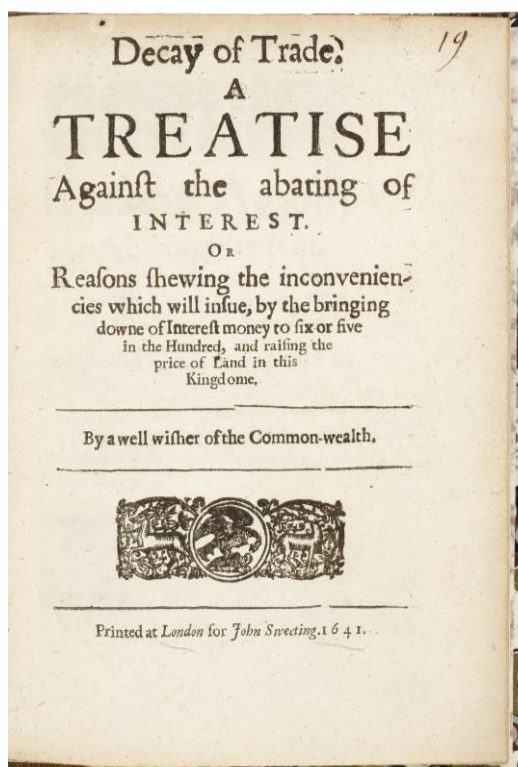 19
Decay of Trade.
A
TREATISE
Againſt the abating of
INTEREST.
OR
Reaſons ſhewing the inconvenien-
cies which will inſue, by the bringing
downe of Intereſt money to ſix or five
in the Hundred, and raiſing the
price of Land in this
Kingdome.
By a well wiſher of the Common-wealth.
Printed at London for John Sweeting. 1641.